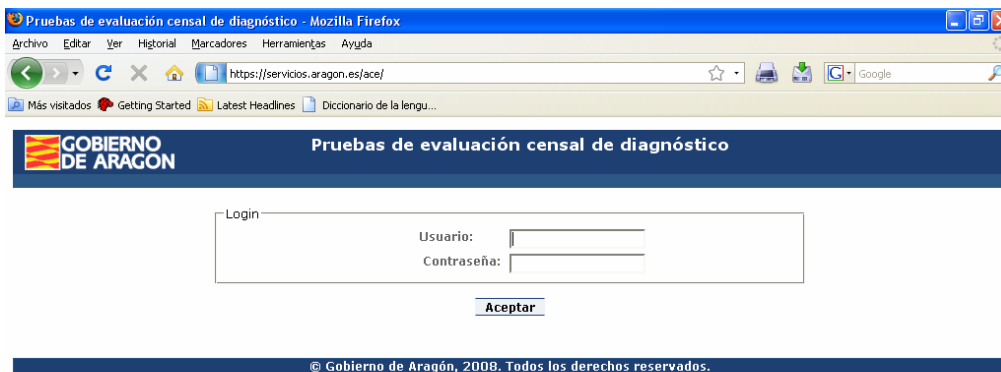 Pruebas de evaluación censal de diagnóstico - Mozilla Firefox
Archivo Editar Ver Historial Marcadores Herramientas Ayuda
https://servicios.aragon.es/ace/ Google
Más visitados Getting Started Latest Headlines Diccionario de la lengu...
GOBIERNO DE ARAGON
Pruebas de evaluación censal de diagnóstico
Login
Usuario:
Contraseña:
Aceptar
© Gobierno de Aragón, 2008. Todos los derechos reservados.